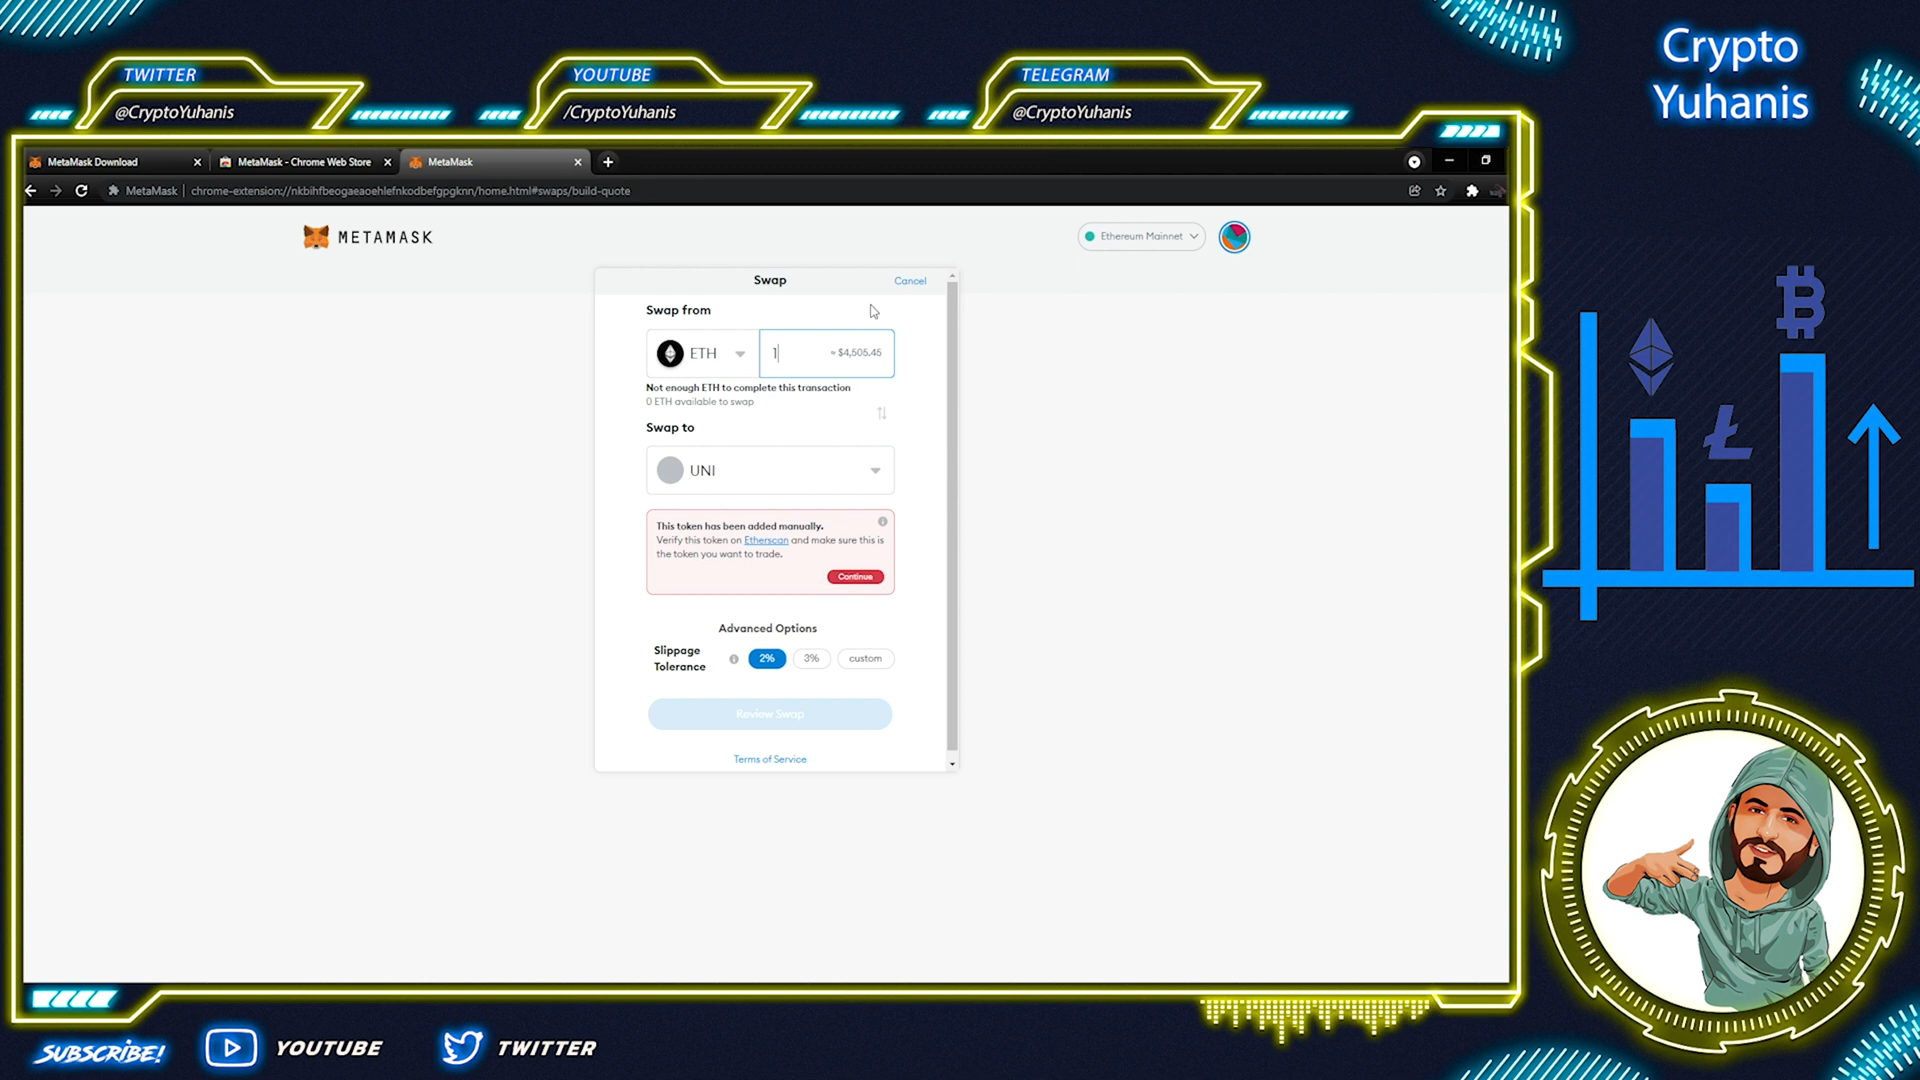 Crypto
Yuhanis
TWITTER
@CryptoYuhanis
YOUTUBE
/CryptoYuhanis
TELEGRAM
@CryptoYuhanis
MetaMask Download
MetaMask - Chrome Web Store
MetaMask
MetaMask | chrome-extension://nkbihfbeogaeaoehlefnkodbefgpgknn/home.html#swaps/build-quote
METAMASK
Ethereum Mainnet
Swap
Cancel
Swap from
ETH
1
≈ $4,505.45
Not enough ETH to complete this transaction
0 ETH available to swap
Swap to
UNI
This token has been added manually.
Verify this token on Etherscan and make sure this is
the token you want to trade.
Continue
Advanced Options
Slippage
Tolerance
2%
3%
custom
Review Swap
Terms of Service
SUBSCRIBE!
YOUTUBE
TWITTER